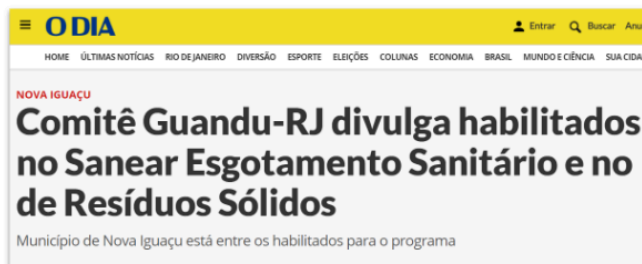 O DIA
Entrar Buscar
HOME ÚLTIMAS NOTÍCIAS RIO DE JANEIRO DIVERSÃO ESPORTE ELEIÇÕES COLUNAS ECONOMIA BRASIL MUNDO E CIÊNCIA SUA CIDA
NOVA IGUAÇU
Comitê Guandu-RJ divulga habilitados
no Sanear Esgotamento Sanitário e no
de Resíduos Sólidos
Município de Nova Iguaçu está entre os habilitados para o programa